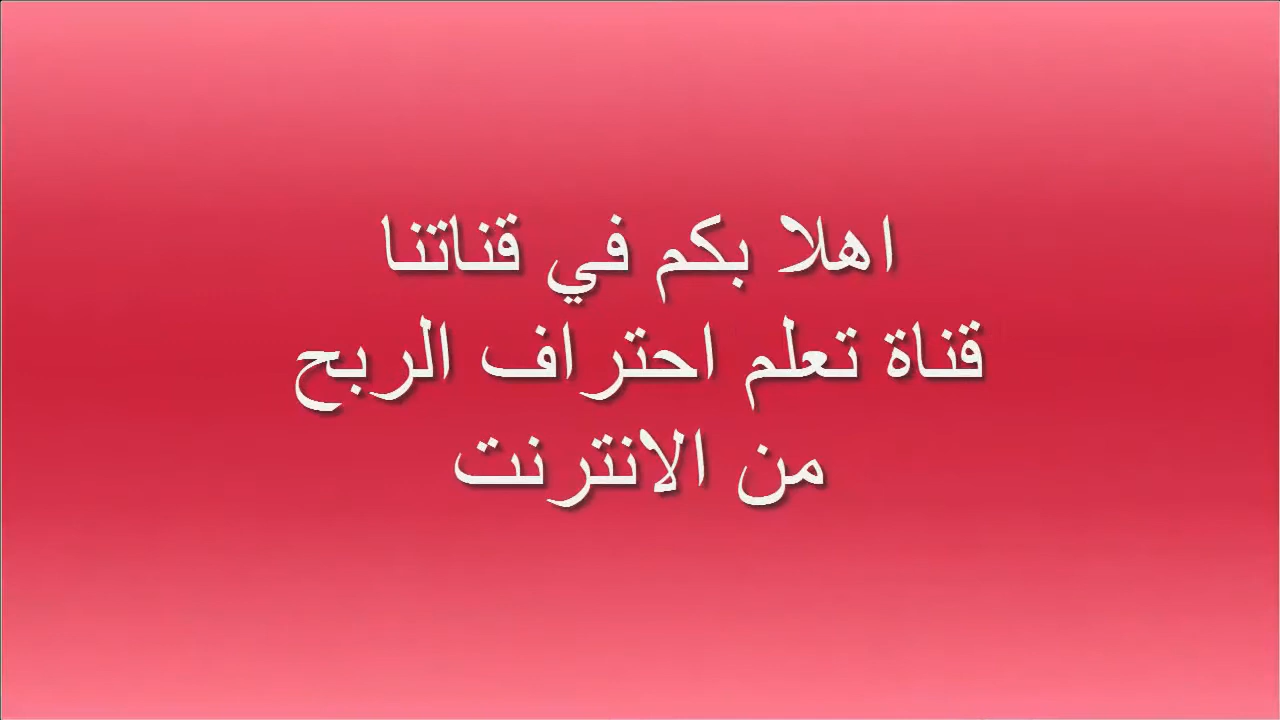 اهلا بكم في قناتنا
قناة تعلم احتراف الربح
من الانترنت